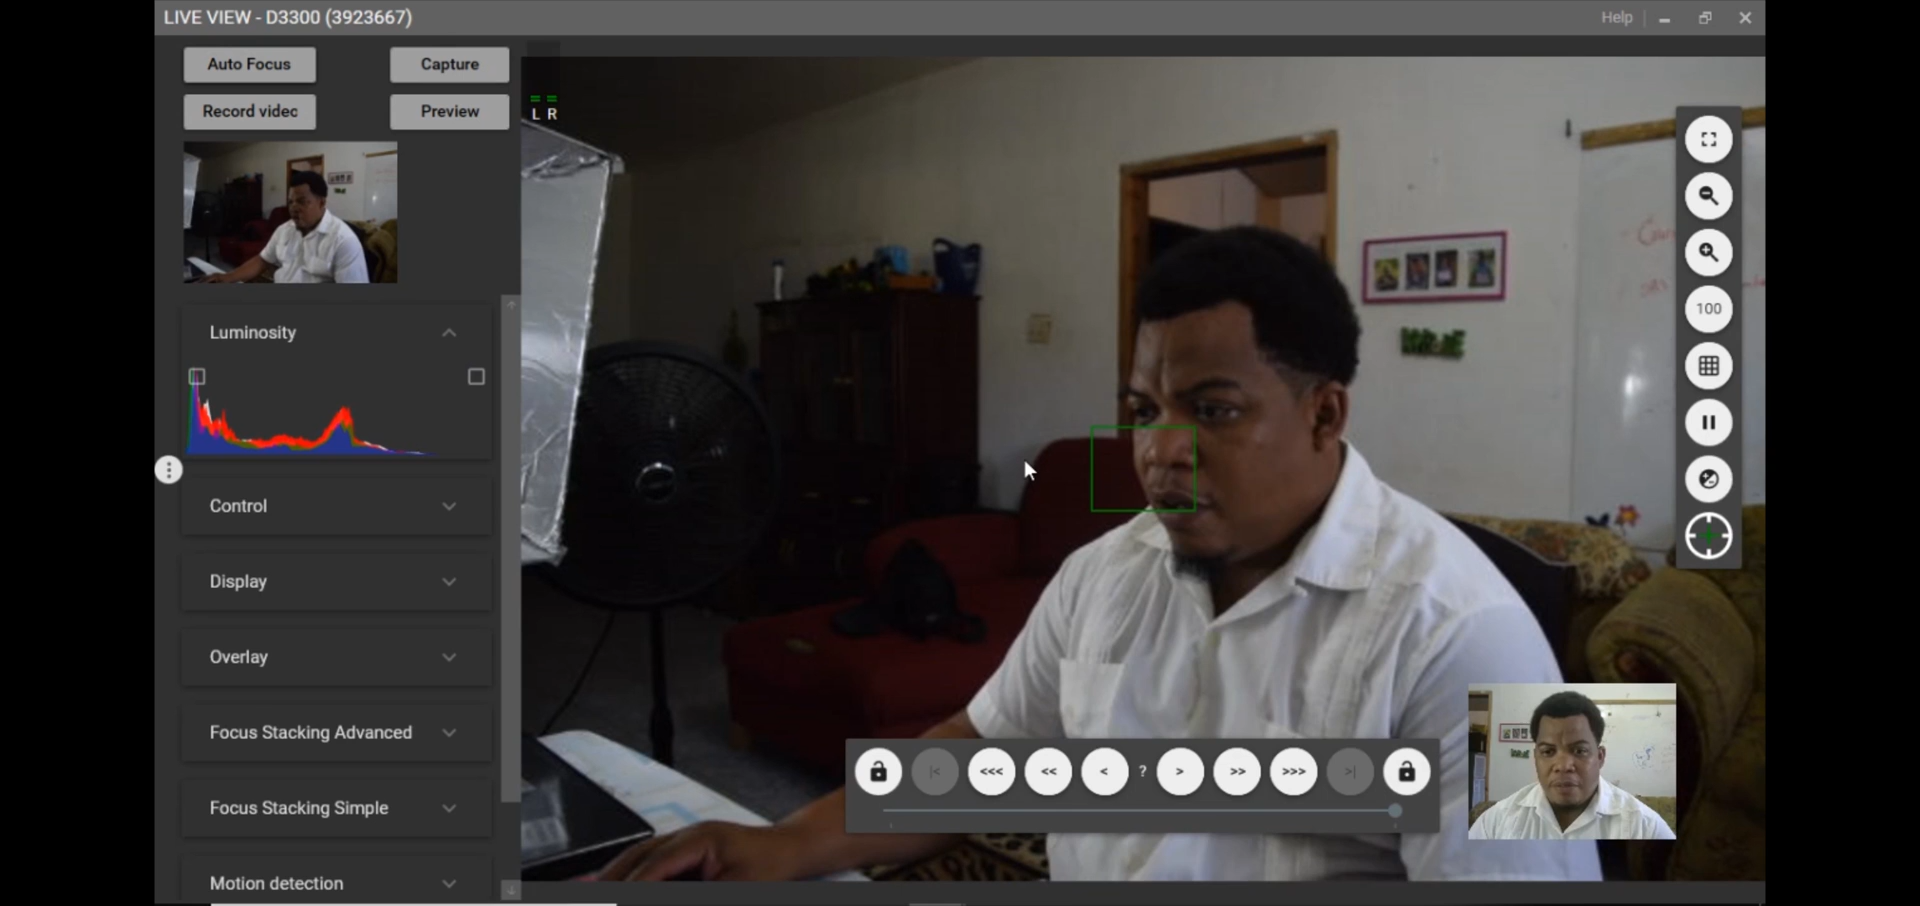 LIVE VIEW - D3300 (3923667)
Help
Auto Focus
Capture
Record video
Preview
L R
Luminosity
Control
Display
Overlay
Focus Stacking Advanced
Focus Stacking Simple
Motion detection
100
|<
<<<
<<
<
?
>
>>
>>>
>|